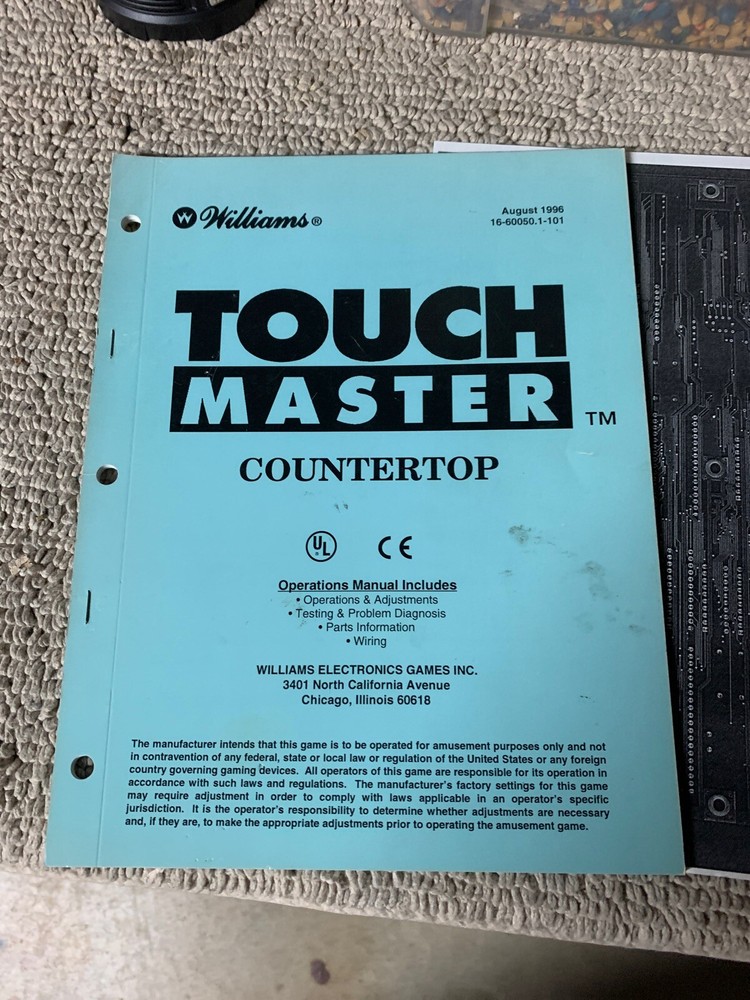 W Williams®
August 1996
16-60050.1-101
TOUCH
MASTER TM
COUNTERTOP
UL ® CE
Operations Manual Includes
• Operations & Adjustments
• Testing & Problem Diagnosis
• Parts Information
• Wiring
WILLIAMS ELECTRONICS GAMES INC.
3401 North California Avenue
Chicago, Illinois 60618
The manufacturer intends that this game is to be operated for amusement purposes only and not
in contravention of any federal, state or local law or regulation of the United States or any foreign
country governing gaming devices. All operators of this game are responsible for its operation in
accordance with such laws and regulations. The manufacturer's factory settings for this game
may require adjustment in order to comply with laws applicable in an operator's specific
jurisdiction. It is the operator's responsibility to determine whether adjustments are necessary
and, if they are, to make the appropriate adjustments prior to operating the amusement game.